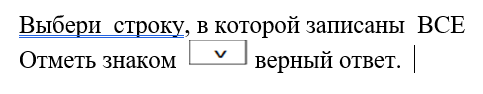 Выбери строку, в которой записаны ВСЕ
Отметь знаком v верный ответ.